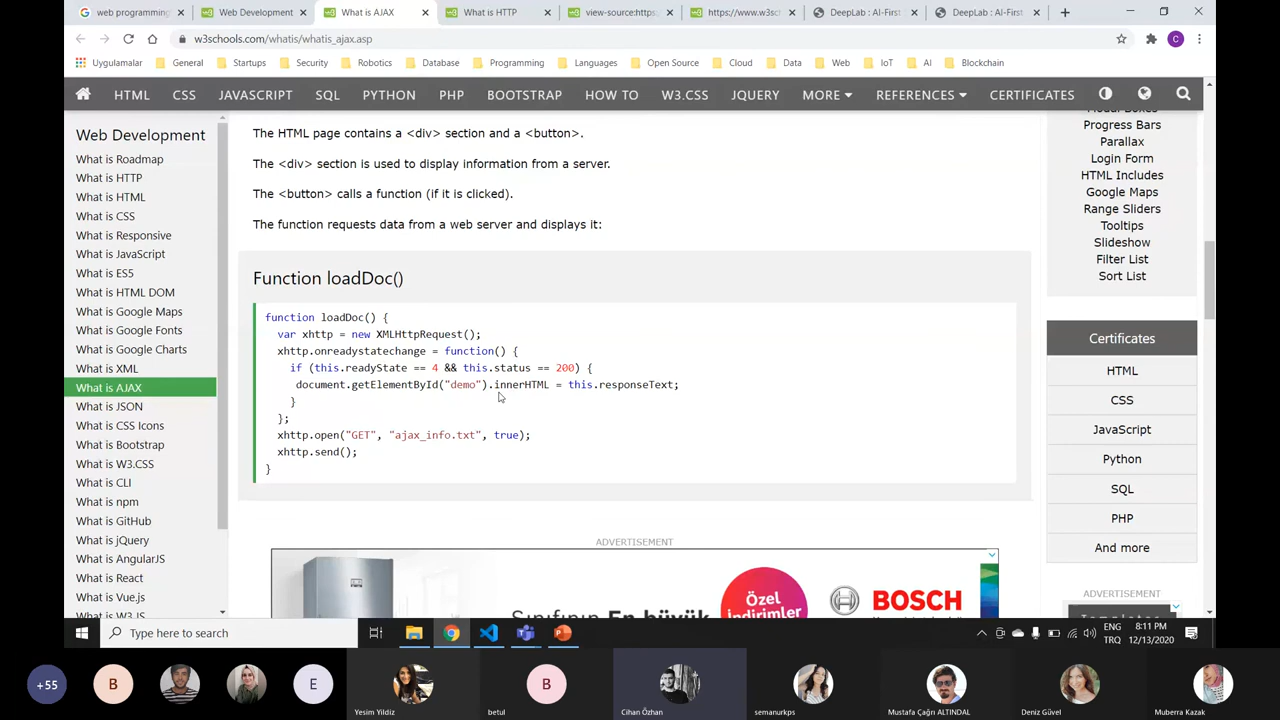 web programming
Web Development
What is AJAX
What is HTTP
view-source:https:
https://www.w3sc
DeepLab : AI-First
DeepLab : AI-First
w3schools.com/whatis/whatis_ajax.asp
C
Uygulamalar
General
Startups
Security
Robotics
Database
Programming
Languages
Open Source
Cloud
Data
Web
IoT
AI
Blockchain
HTML
CSS
JAVASCRIPT
SQL
PYTHON
PHP
BOOTSTRAP
HOW TO
W3.CSS
JQUERY
MORE
REFERENCES
CERTIFICATES
Web Development
What is Roadmap
What is HTTP
What is HTML
What is CSS
What is Responsive
What is JavaScript
What is ES5
What is HTML DOM
What is Google Maps
What is Google Fonts
What is Google Charts
What is XML
What is AJAX
What is JSON
What is CSS Icons
What is Bootstrap
What is W3.CSS
What is CLI
What is npm
What is GitHub
What is jQuery
What is AngularJS
What is React
What is Vue.js
What is W3.JS
The HTML page contains a <div> section and a <button>.
The <div> section is used to display information from a server.
The <button> calls a function (if it is clicked).
The function requests data from a web server and displays it:
Function loadDoc()
function loadDoc() {
var xhttp = new XMLHttpRequest();
xhttp.onreadystatechange = function() {
if (this.readyState == 4 && this.status == 200) {
document.getElementById("demo").innerHTML = this.responseText;
}
};
xhttp.open("GET", "ajax_info.txt", true);
xhttp.send();
}
ADVERTISEMENT
Sınıfının En büyük
Özel
İndirimler
BOSCH
Modal Boxes
Progress Bars
Parallax
Login Form
HTML Includes
Google Maps
Range Sliders
Tooltips
Slideshow
Filter List
Sort List
Certificates
HTML
CSS
JavaScript
Python
SQL
PHP
And more
ADVERTISEMENT
Type here to search
ENG
TRQ
8:11 PM
12/13/2020
+55
B
E
Yesim Yildiz
B
betul
Cihan Özhan
semanurkps
Mustafa Çağrı ALTINDAL
Deniz Güvel
Muberra Kazak